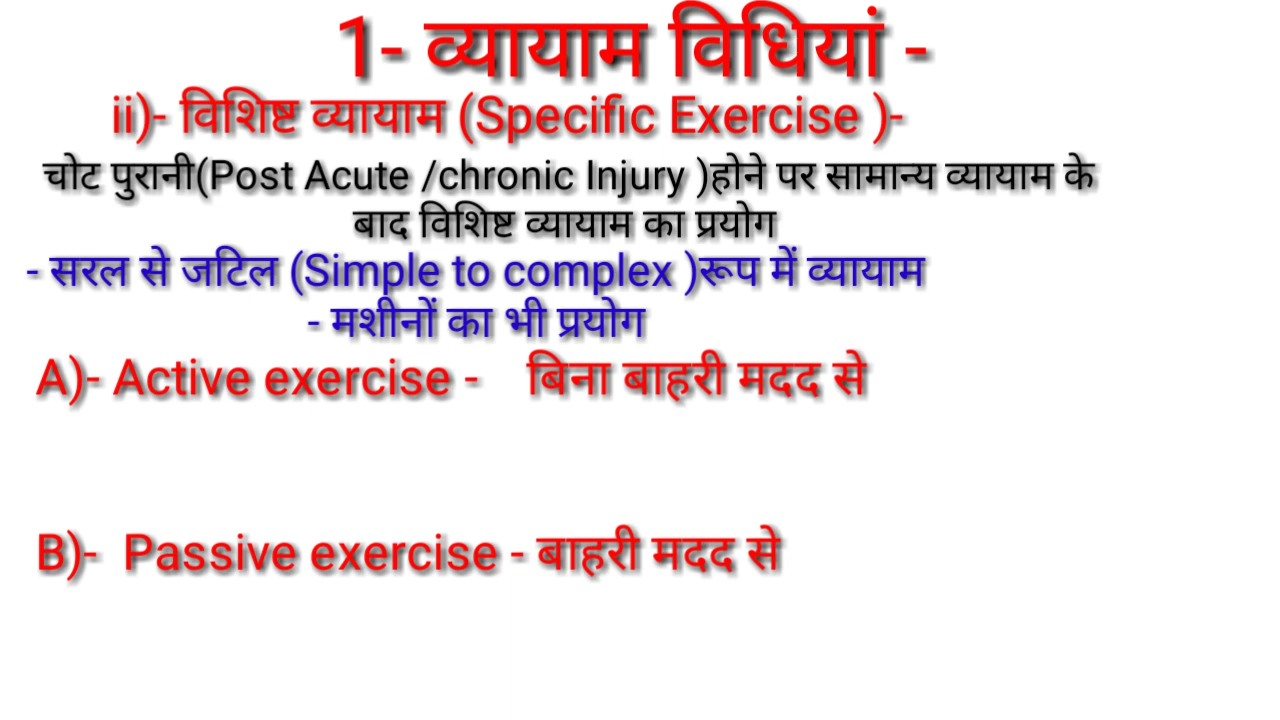 1- व्यायाम विधियां -
ii)- विशिष्ट व्यायाम (Specific Exercise )-
चोट पुरानी(Post Acute /chronic Injury )होने पर सामान्य व्यायाम के
बाद विशिष्ट व्यायाम का प्रयोग
- सरल से जटिल (Simple to complex )रूप में व्यायाम
- मशीनों का भी प्रयोग
A)- Active exercise - बिना बाहरी मदद से
B)- Passive exercise - बाहरी मदद से